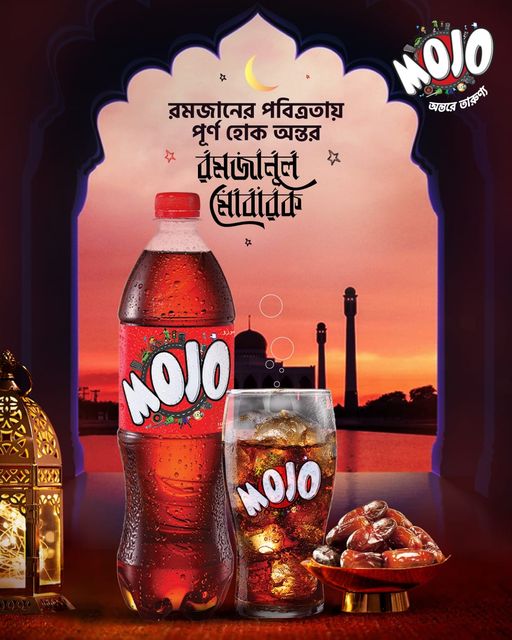 MOJO
অন্তরে তারুণ্য
রমজানের পবিত্রতায়
পূর্ণ হোক অন্তর
রমজানুল
মোবারক
MOJO
MOJO